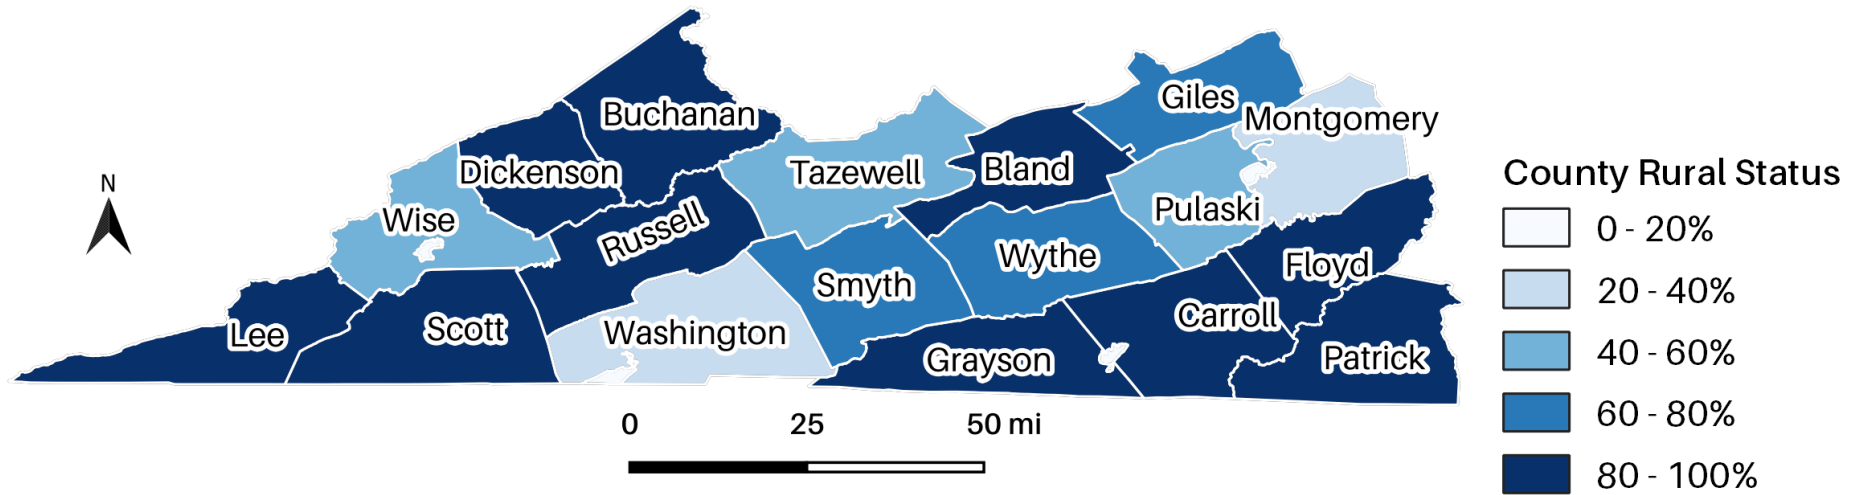 Buchanan
Giles
Montgomery
Dickenson
Tazewell
Bland
Wise
Russell
Pulaski
Smyth
Wythe
Floyd
Lee
Scott
Washington
Carroll
Grayson
Patrick
N
0 25 50 mi
County Rural Status
0 - 20%
20 - 40%
40 - 60%
60 - 80%
80 - 100%